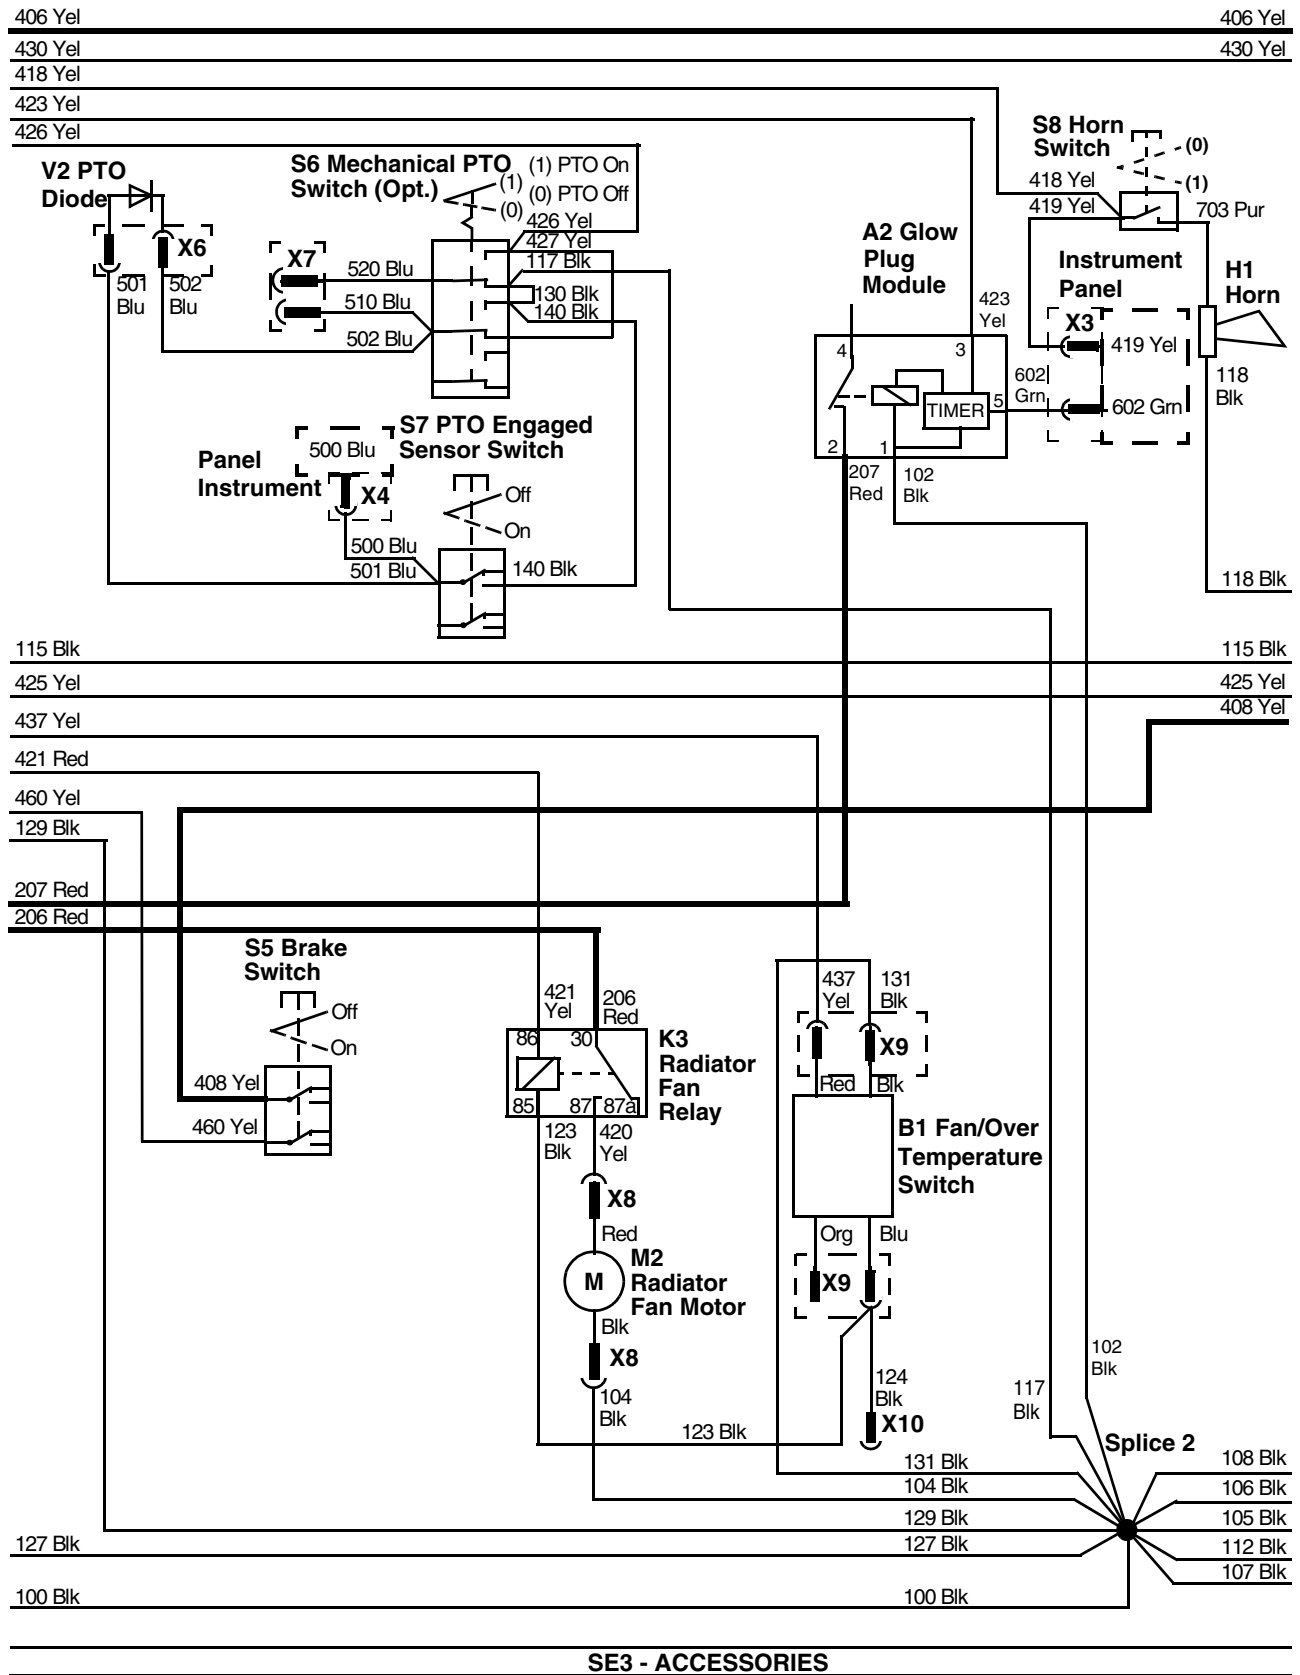 406 Yel
406 Yel
430 Yel
430 Yel
418 Yel
423 Yel
426 Yel
V2 PTO
Diode
X6
501
Blu
502
Blu
S6 Mechanical PTO
Switch (Opt.)
(1) PTO On
(0) PTO Off
(1)
(0)
426 Yel
427 Yel
117 Blk
130 Blk
140 Blk
X7
520 Blu
510 Blu
502 Blu
S8 Horn
Switch
(0)
(1)
418 Yel
419 Yel
703 Pur
A2 Glow
Plug
Module
423
Yel
4
3
TIMER
5
2
1
207
Red
102
Blk
602
Grn
Instrument
Panel
X3
419 Yel
602 Grn
H1
Horn
118
Blk
118 Blk
S7 PTO Engaged
Sensor Switch
Off
On
500 Blu
Panel
Instrument
X4
500 Blu
501 Blu
140 Blk
115 Blk
115 Blk
425 Yel
425 Yel
408 Yel
437 Yel
421 Red
460 Yel
129 Blk
207 Red
206 Red
S5 Brake
Switch
Off
On
408 Yel
460 Yel
421
Yel
206
Red
86
30
85
87
87a
K3
Radiator
Fan
Relay
123
Blk
420
Yel
X8
Red
M
M2
Radiator
Fan Motor
Blk
X8
104
Blk
437
Yel
131
Blk
X9
Red
Blk
B1 Fan/Over
Temperature
Switch
Org
Blu
X9
124
Blk
X10
123 Blk
117
Blk
102
Blk
Splice 2
131 Blk
104 Blk
129 Blk
127 Blk
127 Blk
100 Blk
100 Blk
108 Blk
106 Blk
105 Blk
112 Blk
107 Blk
SE3 - ACCESSORIES